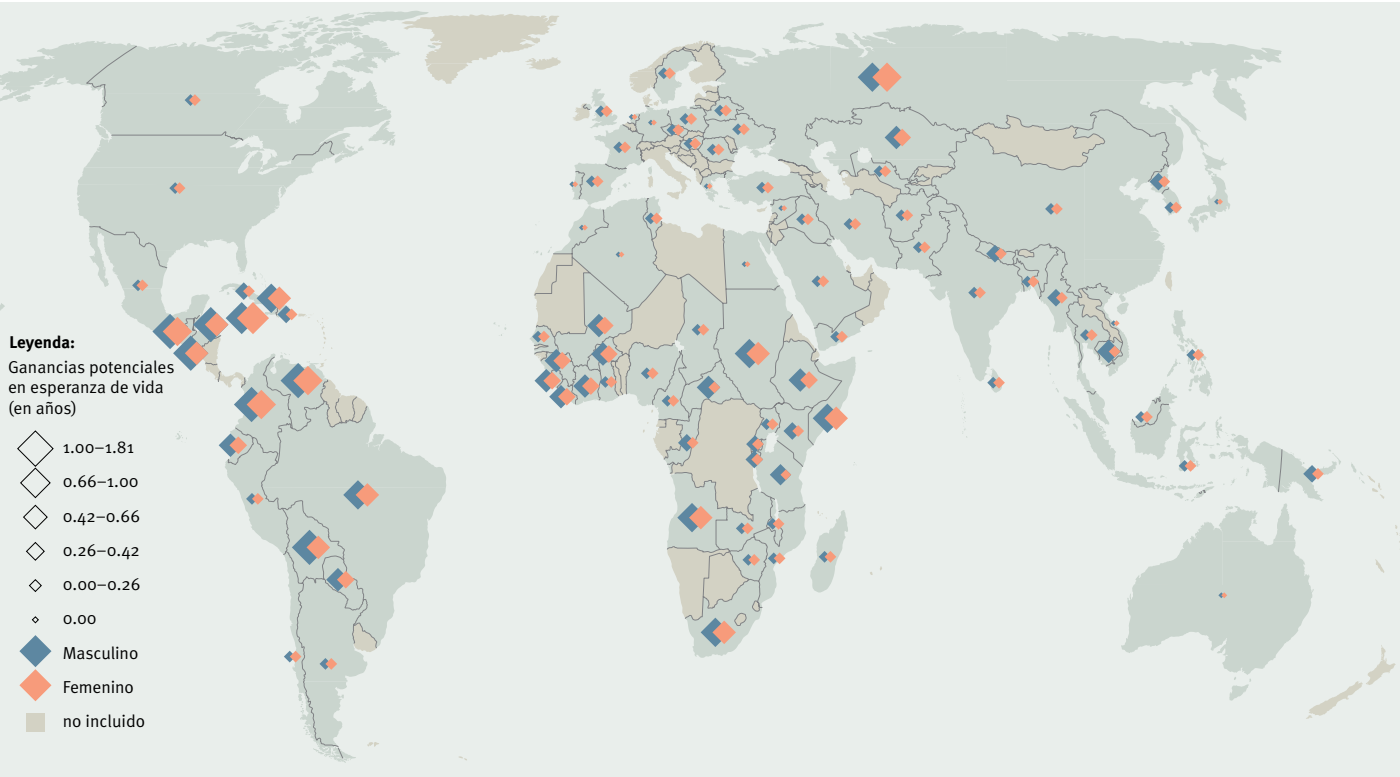 Leyenda:
Ganancias potenciales
en esperanza de vida
(en años)
1.00–1.81
0.66–1.00
0.42–0.66
0.26–0.42
0.00–0.26
0.00
Masculino
Femenino
no incluido